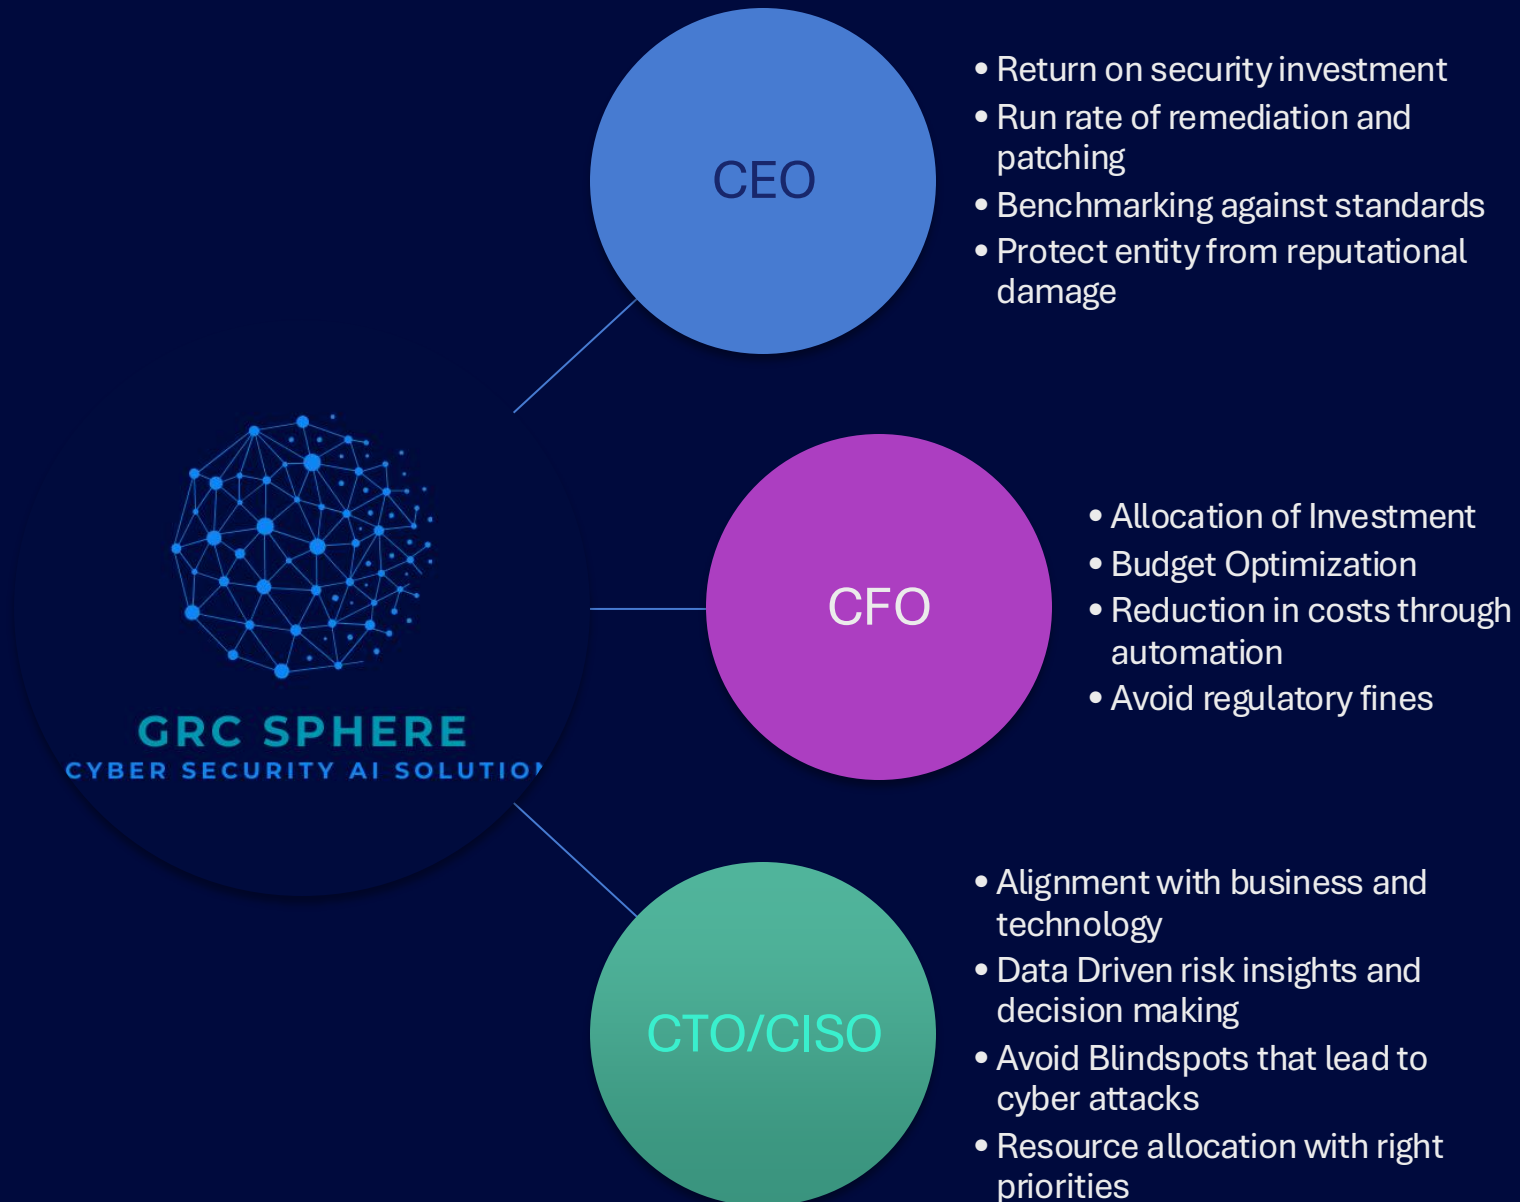 CEO
• Return on security investment
• Run rate of remediation and
patching
• Benchmarking against standards
• Protect entity from reputational
damage
GRC SPHERE
CYBER SECURITY AI
CFO
• Allocation of Investment
• Budget Optimization
• Reduction in costs through
automation
• Avoid regulatory fines
CTO/CISO
• Alignment with business and
technology
• Data Driven risk insights and
decision making
• Avoid Blindspots that lead to
cyber attacks
• Resource allocation with right
priorities